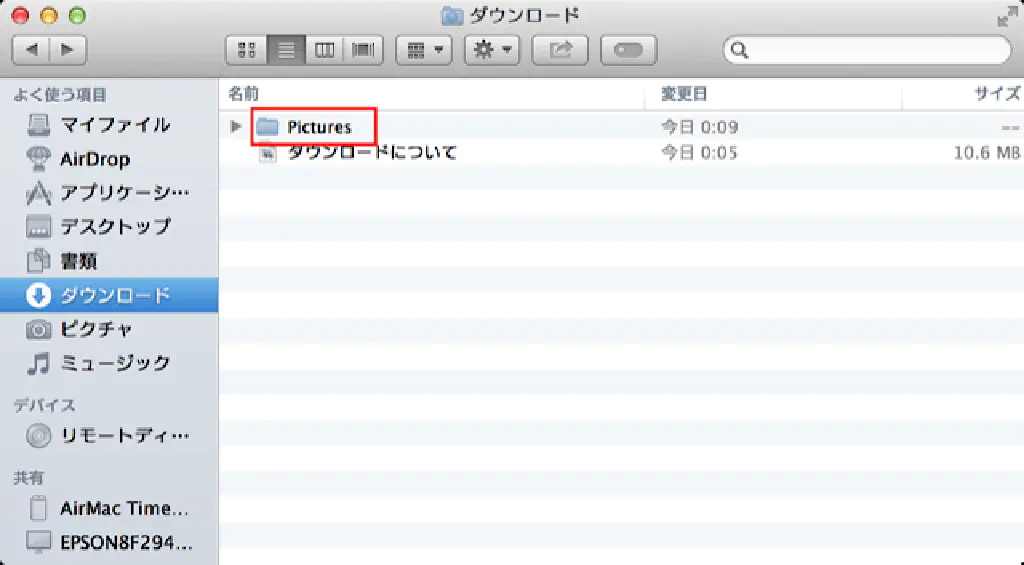 ダウンロード
よく使う項目
マイファイル
AirDrop
アプリケーシ…
デスクトップ
書類
ダウンロード
ピクチャ
ミュージック
デバイス
リモートディ…
共有
AirMac Time…
EPSON8F294…
名前 変更日 サイズ
Pictures 今日 0:09 --
ダウンロードについて 今日 0:05 10.6 MB